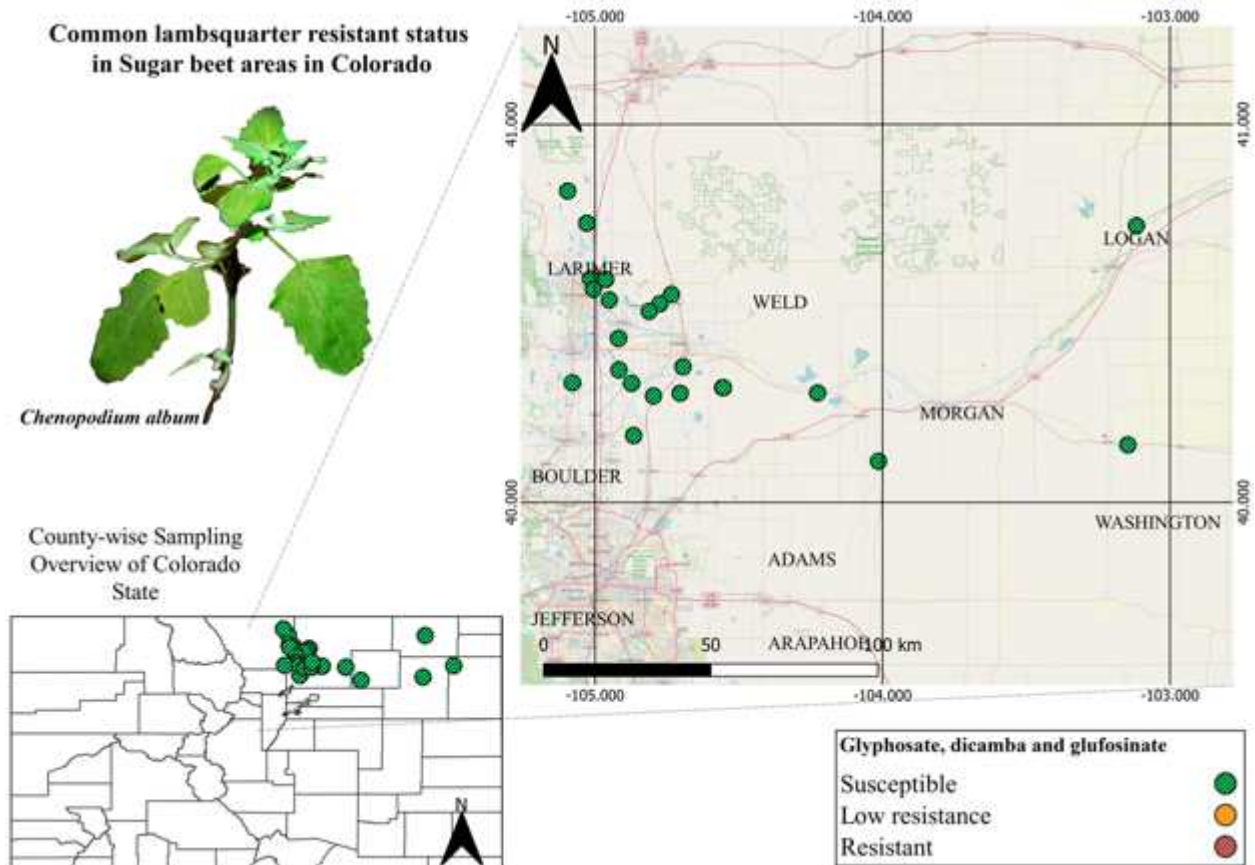 Common lambsquarter resistant status
in Sugar beet areas in Colorado
Chenopodium album
County-wise Sampling
Overview of Colorado
State
N
-105.000
-104.000
-103.000
N
41.000
41.000
LOGAN
LARIMER
WELD
MORGAN
BOULDER
40.000
40.000
WASHINGTON
ADAMS
JEFFERSON
ARAPAHOE
0
50
100 km
-105.000
-104.000
-103.000
Glyphosate, dicamba and glufosinate
Susceptible
Low resistance
Resistant